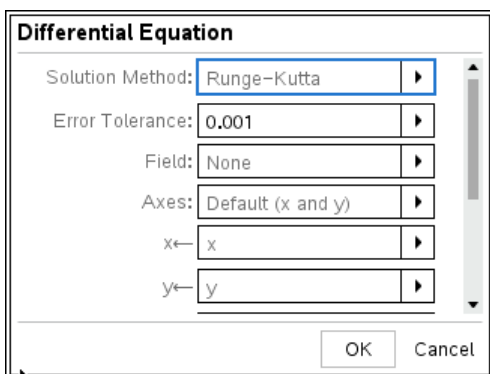 Differential Equation
Solution Method: Runge-Kutta
Error Tolerance: 0.001
Field: None
Axes: Default (x and y)
x← x
y← y
OK Cancel